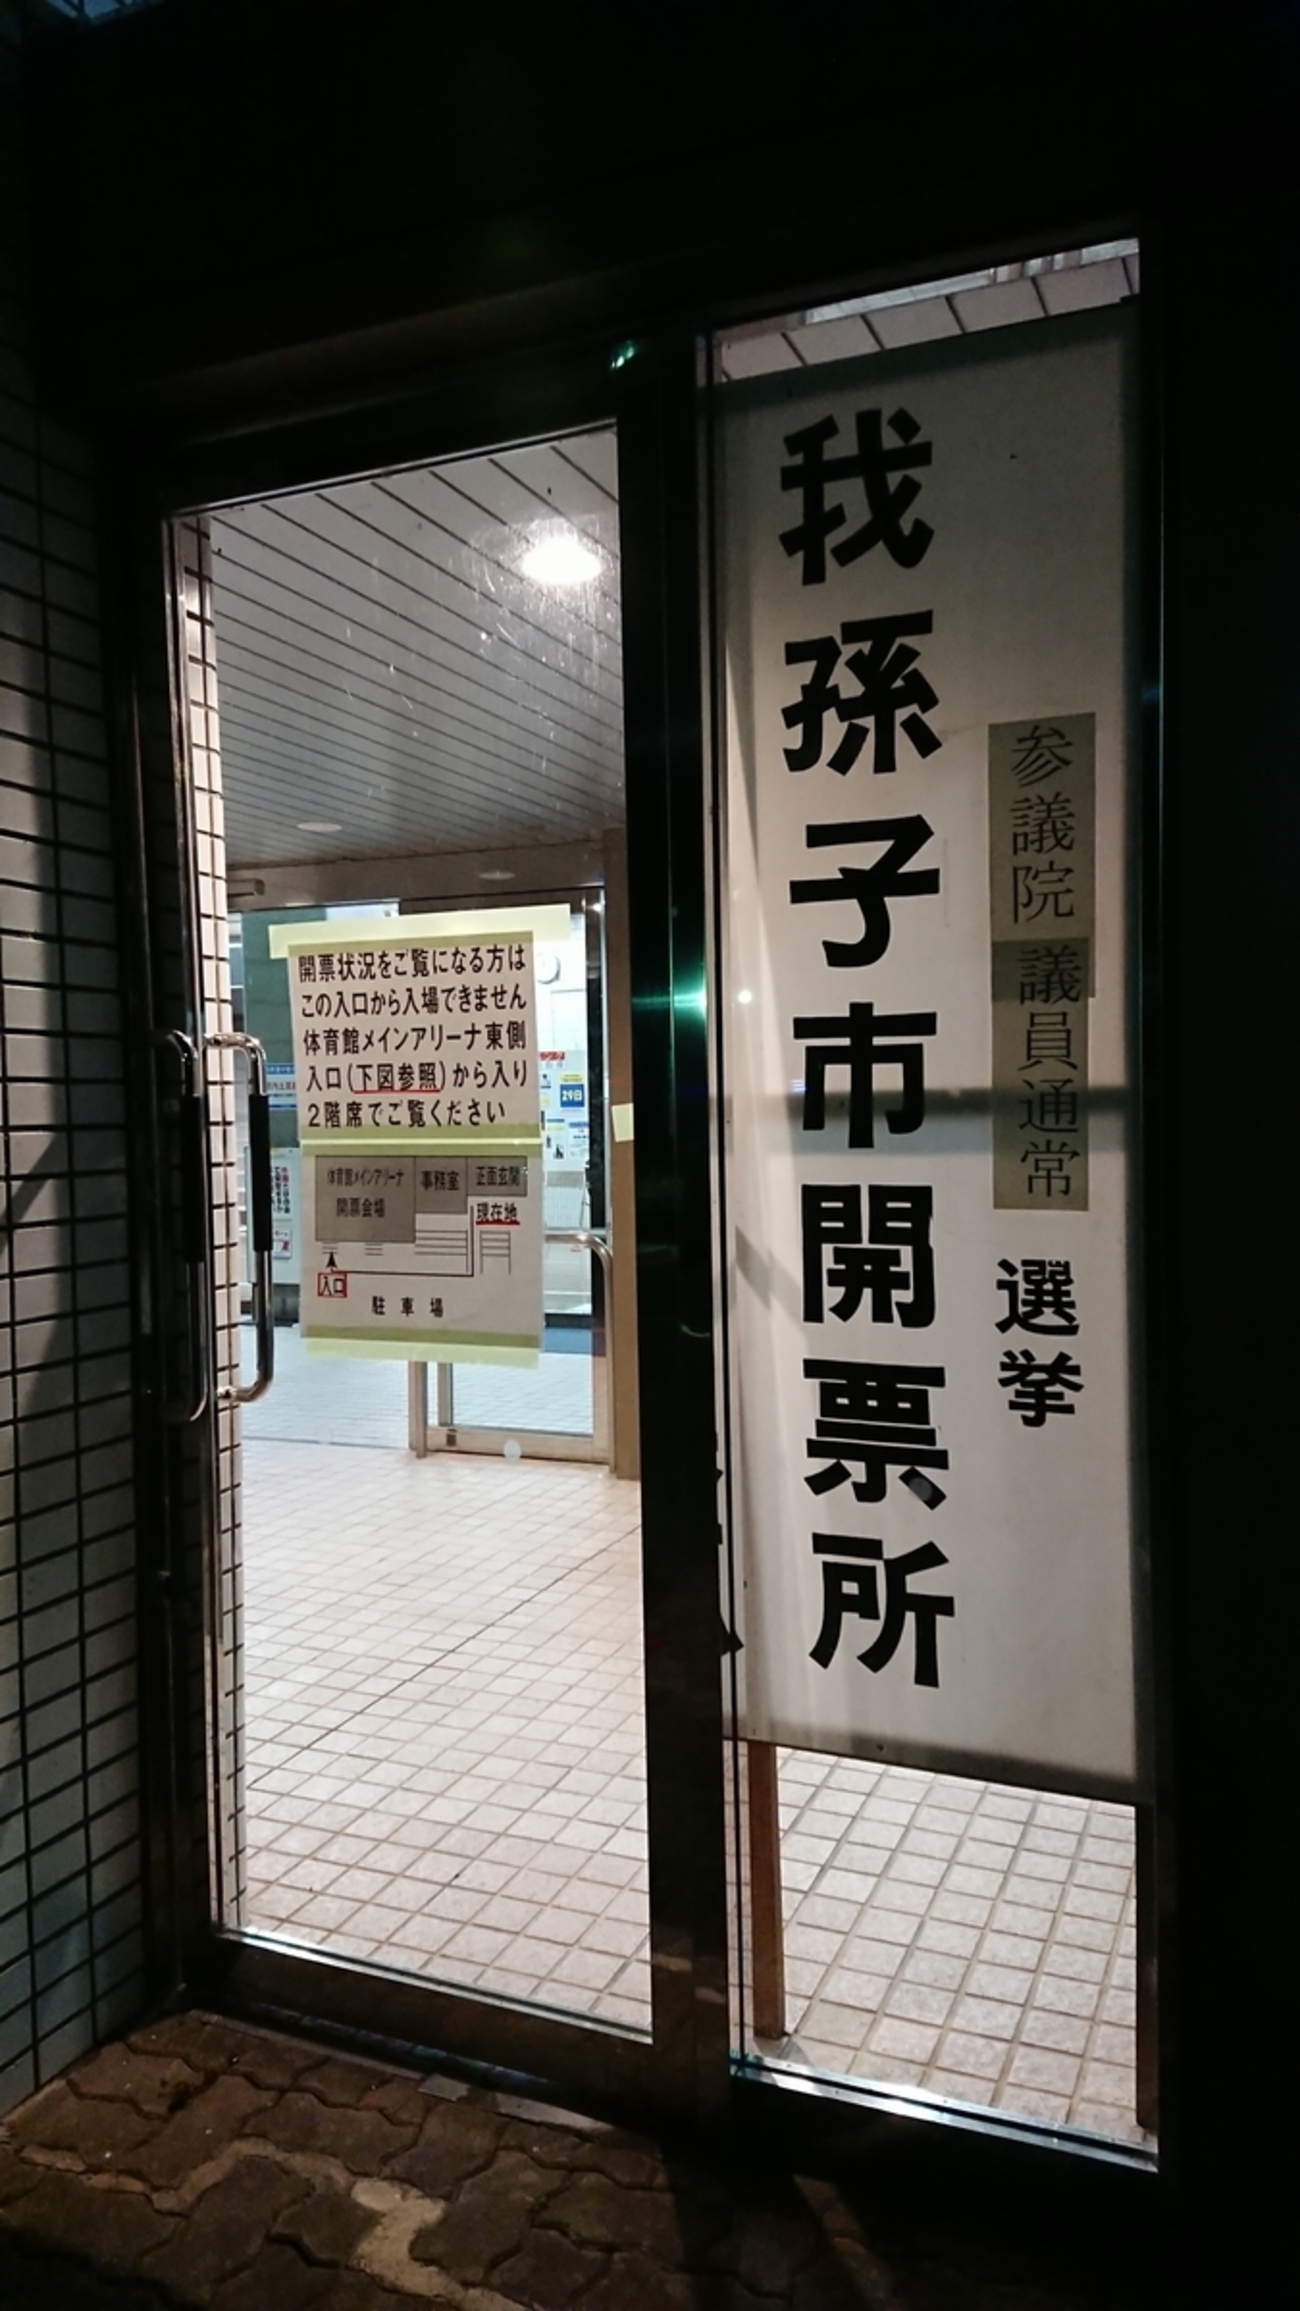 参議院議員通常選挙
我孫子市開票所
開票状況をご覧になる方は
この入口から入場できません
体育館メインアリーナ東側
入口(下図参照)から入り
2階席でご覧ください
体育館メインアリーナ
開票会場
事務室
正面玄関
現在地
入口
駐車場
29日